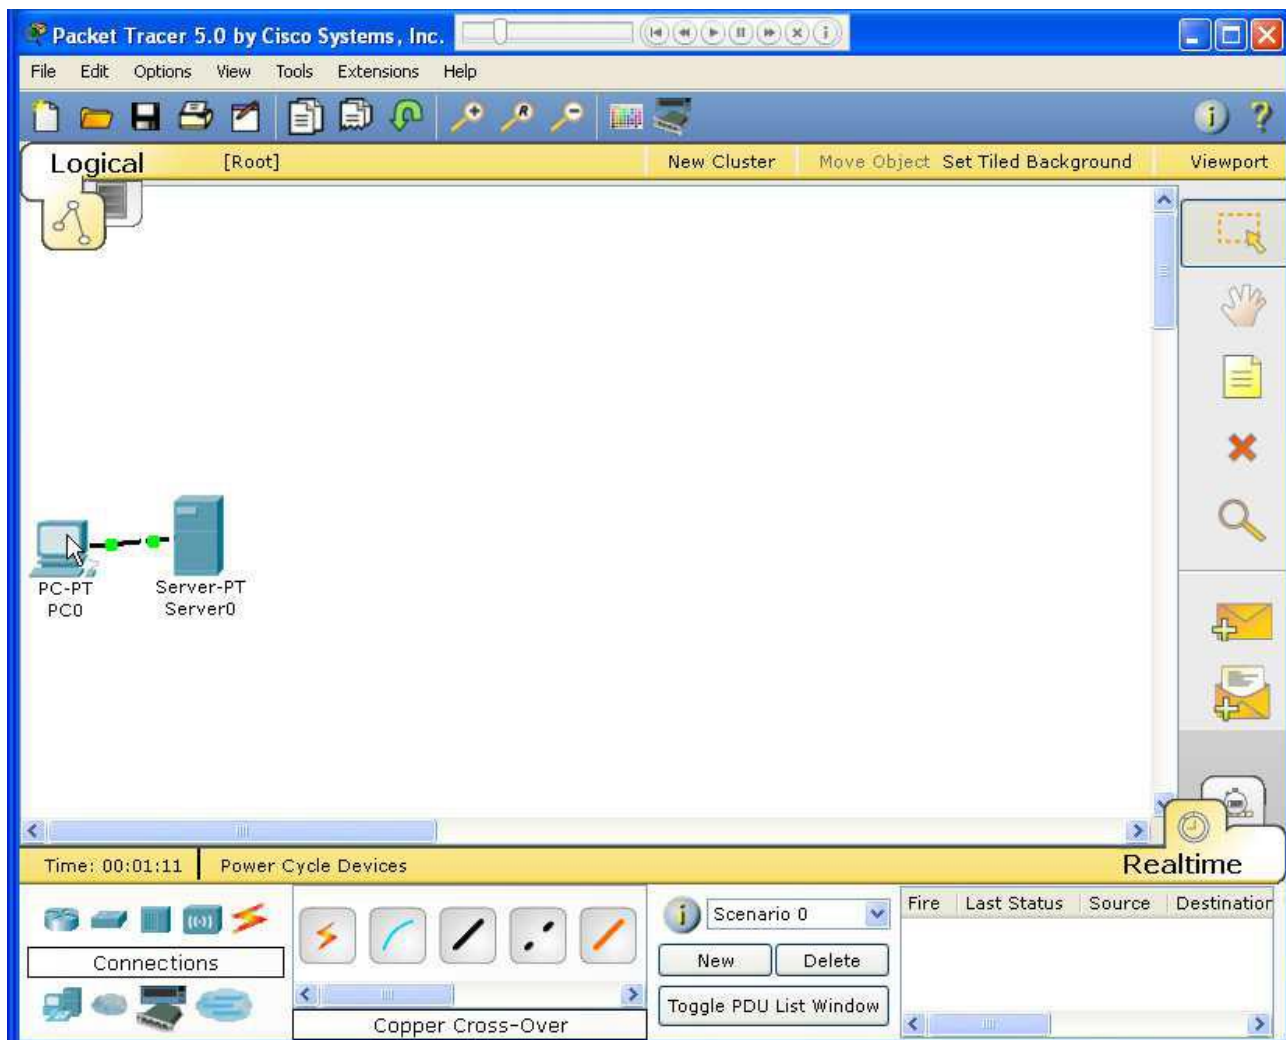 Packet Tracer 5.0 by Cisco Systems, Inc.
File Edit Options View Tools Extensions Help
Logical [Root] New Cluster Move Object Set Tiled Background Viewport
PC-PT
PC0
Server-PT
Server0
Time: 00:01:11 Power Cycle Devices Realtime
Connections
Copper Cross-Over
Scenario 0
New Delete
Toggle PDU List Window
Fire Last Status Source Destination